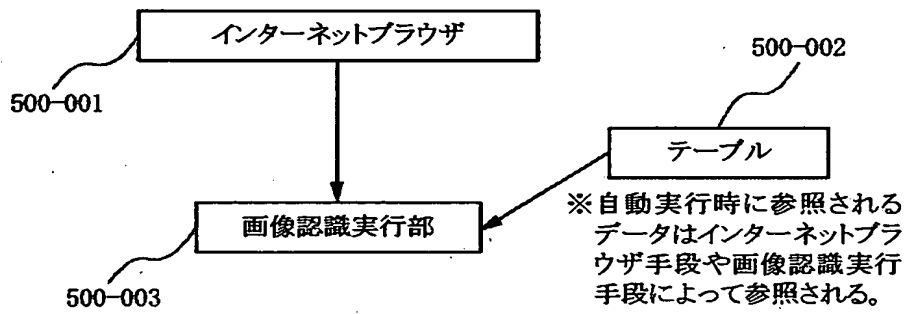 インターネットブラウザ
500-002
500-001
テーブル
※自動実行時に参照される
データはインターネットブラ
ウザ手段や画像認識実行
手段によって参照される。
画像認識実行部
500-003